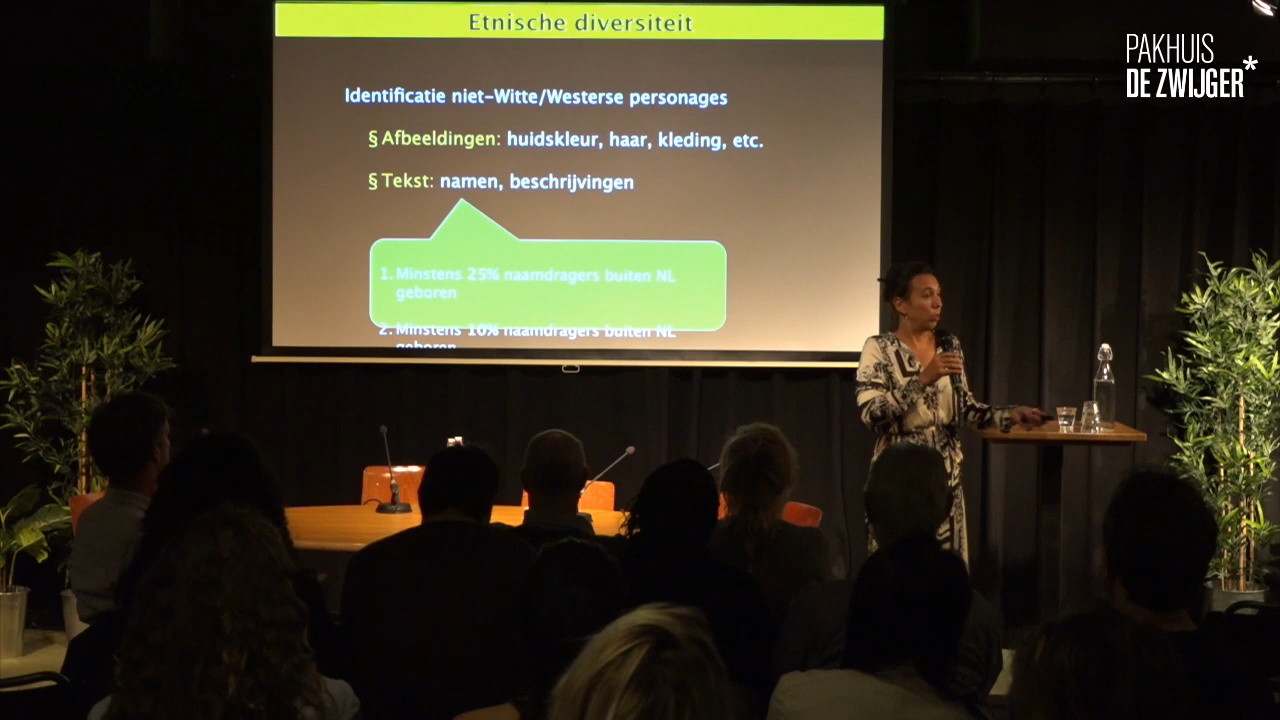 Etnische diversiteit
PAKHUIS
DE ZWIJGER*
Identificatie niet-Witte/Westerse personages
§ Afbeeldingen: huidskleur, haar, kleding, etc.
§ Tekst: namen, beschrijvingen
1. Minstens 25% naamdragers buiten NL
geboren
2. Minstens 10% naamdragers buiten NL
geboren